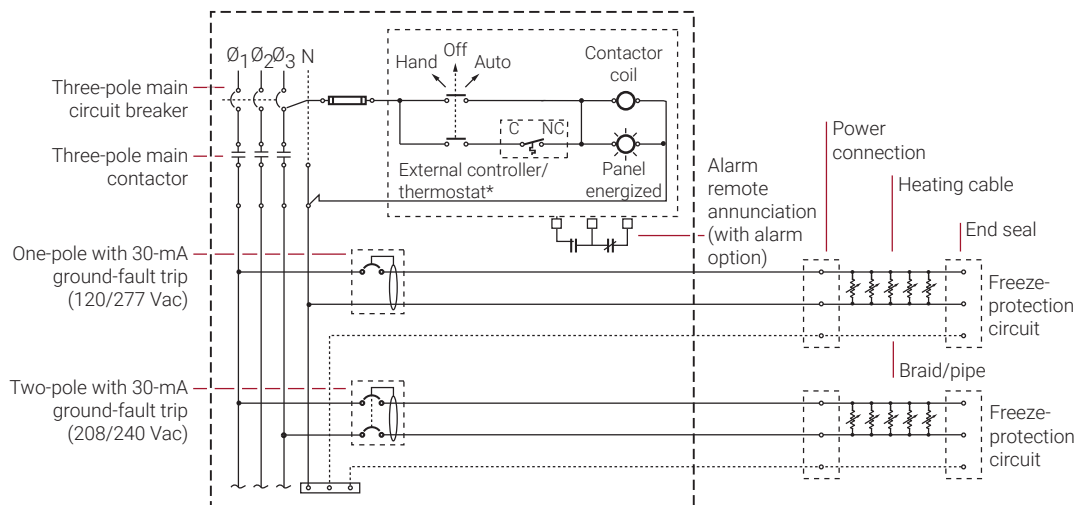 Ø1 Ø2 Ø3 N
Hand
Off
Auto
Contactor
coil
C NC
External controller/
thermostat*
Panel
energized
Three-pole main
circuit breaker
Three-pole main
contactor
Alarm
remote
annunciation
(with alarm
option)
Power
connection
Heating cable
End seal
One-pole with 30-mA
ground-fault trip
(120/277 Vac)
Freeze-
protection
circuit
Braid/pipe
Two-pole with 30-mA
ground-fault trip
(208/240 Vac)
Freeze-
protection
circuit